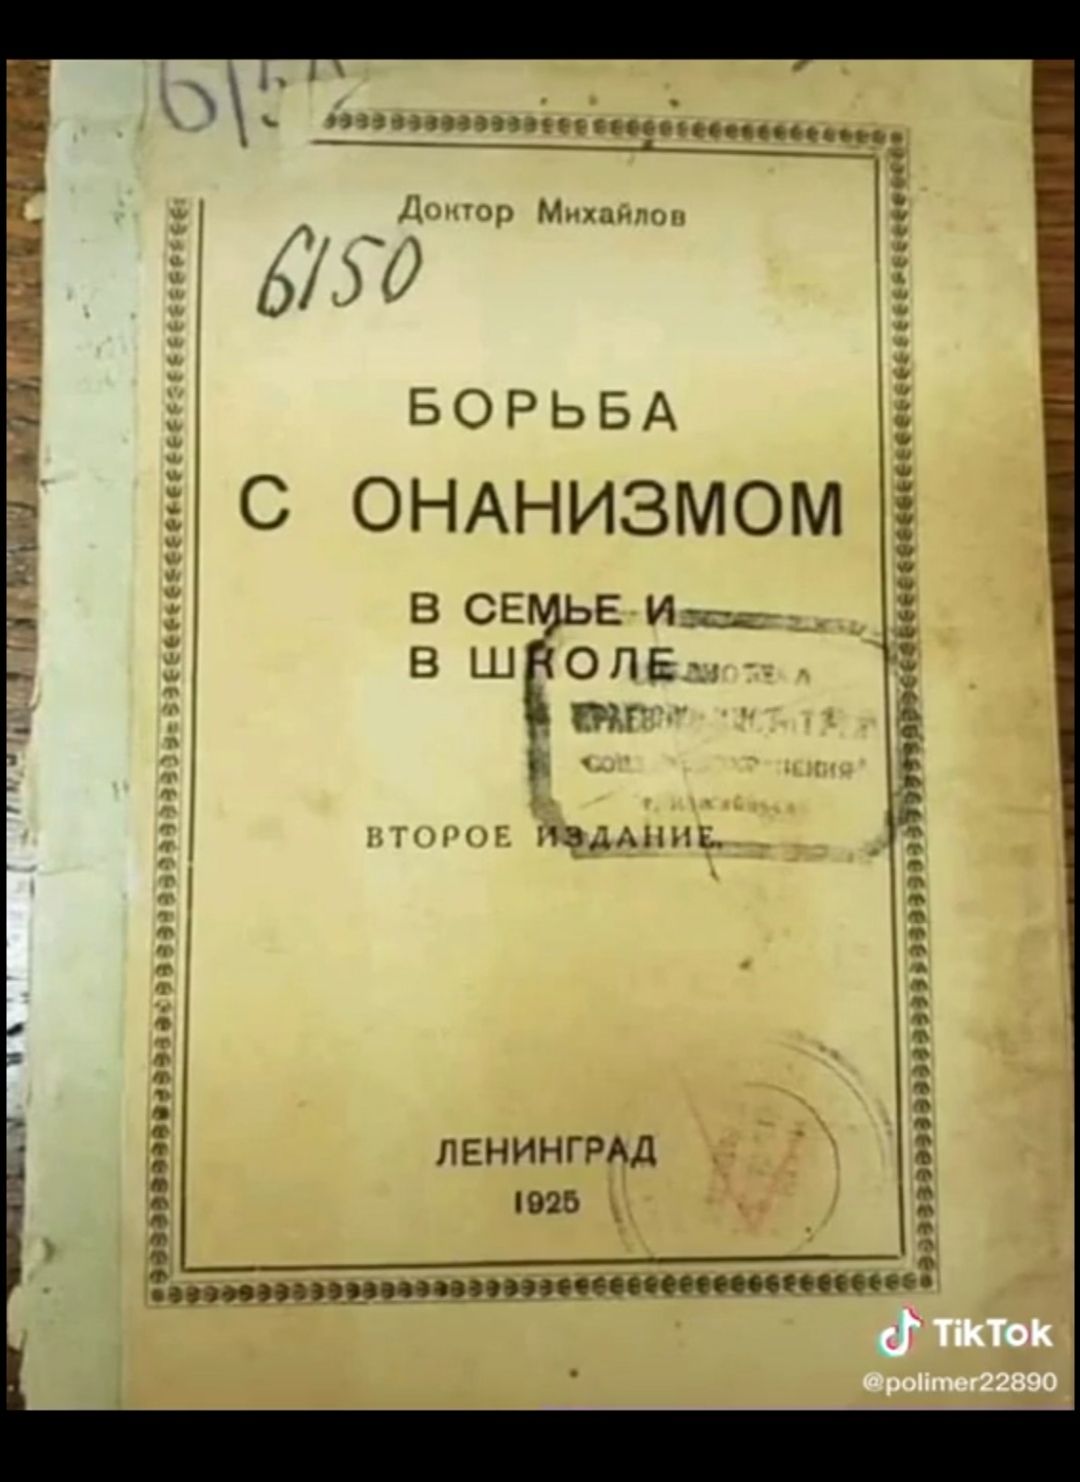 Доктор Михайлов
6150
БОРЬБА
С ОНАНИЗМОМ
В СЕМЬЕ И
В ШКОЛЕ
ВТОРОЕ ИЗДАНИЕ.
ЛЕНИНГРАД
1925
TikTok
@polimer22890